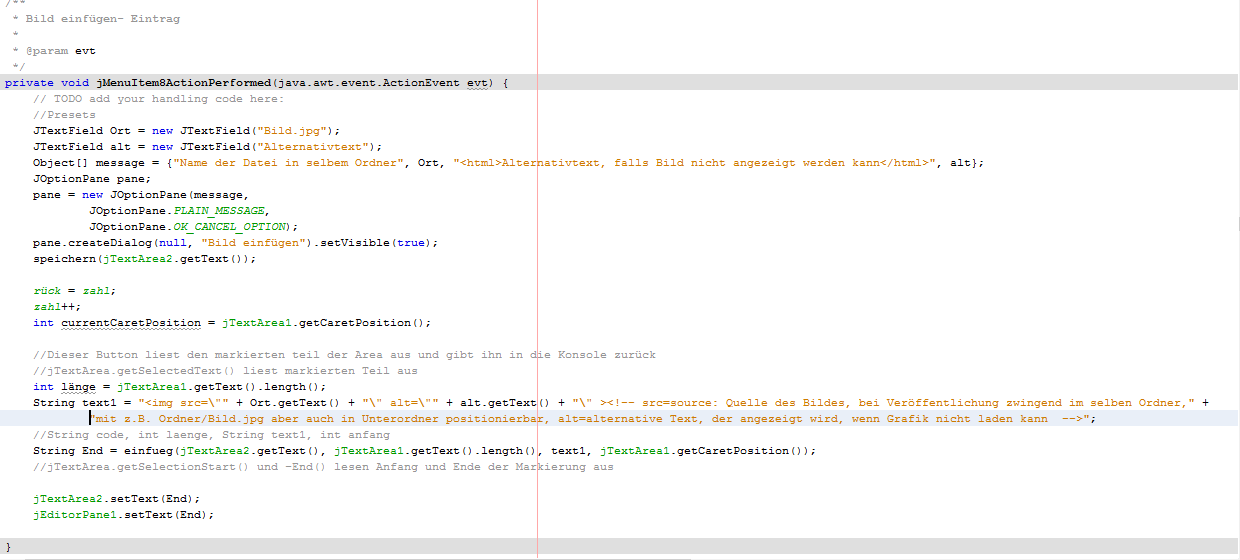 /**
 * Bild einfügen- Eintrag
 *
 * @param evt
 */
private void jMenuItem8ActionPerformed(java.awt.event.ActionEvent evt) {
    // TODO add your handling code here:
    //Presets
    JTextField Ort = new JTextField("Bild.jpg");
    JTextField alt = new JTextField("Alternativtext");
    Object[] message = {"Name der Datei in selbem Ordner", Ort, "<html>Alternativtext, falls Bild nicht angezeigt werden kann</html>", alt};
    JOptionPane pane;
    pane = new JOptionPane(message,
            JOptionPane.PLAIN_MESSAGE,
            JOptionPane.OK_CANCEL_OPTION);
    pane.createDialog(null, "Bild einfügen").setVisible(true);
    speichern(jTextArea2.getText());

    rück = zahl;
    zahl++;
    int currentCaretPosition = jTextArea1.getCaretPosition();

    //Dieser Button liest den markierten teil der Area aus und gibt ihn in die Konsole zurück
    //jTextArea.getSelectedText() liest markierten Teil aus
    int länge = jTextArea1.getText().length();
    String text1 = "<img src=\"" + Ort.getText() + "\" alt=\"" + alt.getText() + "\" ><!-- src=source: Quelle des Bildes, bei Veröffentlichung zwingend im selben Ordner," +
            "mit z.B. Ordner/Bild.jpg aber auch in Unterordner positionierbar, alt=alternative Text, der angezeigt wird, wenn Grafik nicht laden kann  -->";
    //String code, int laenge, String text1, int anfang
    String End = einfueg(jTextArea2.getText(), jTextArea1.getText().length(), text1, jTextArea1.getCaretPosition());
    //jTextArea.getSelectionStart() und -End() lesen Anfang und Ende der Markierung aus

    jTextArea2.setText(End);
    jEditorPane1.setText(End);

}